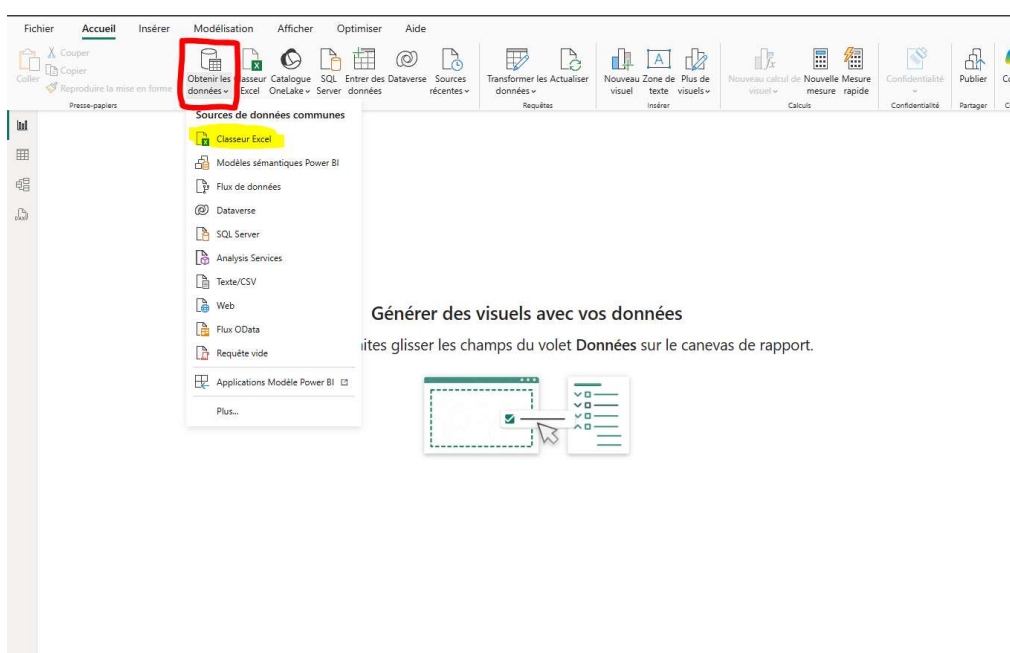 Fichier Accueil Insérer Modélisation Afficher Optimiser Aide
Coller
Couper
Copier
Reproduire la mise en forme
Presse-papiers
Obtenir les données
Classeur Excel
Catalogue OneLake
SQL Server
Entrer des données
Dataverse
Sources récentes
Transformer les données
Actualiser
Requêtes
Nouveau visuel
Zone de texte
Plus de visuels
Insérer
Nouveau calcul de visuel
Nouvelle mesure
Mesure rapide
Calculs
Confidentialité
Confidentialité
Publier
Partager
Sources de données communes
Classeur Excel
Modèles sémantiques Power BI
Flux de données
Dataverse
SQL Server
Analysis Services
Texte/CSV
Web
Flux OData
Requête vide
Applications Modèle Power BI
Plus...
Générer des visuels avec vos données
glisser les champs du volet Données sur le canevas de rapport.